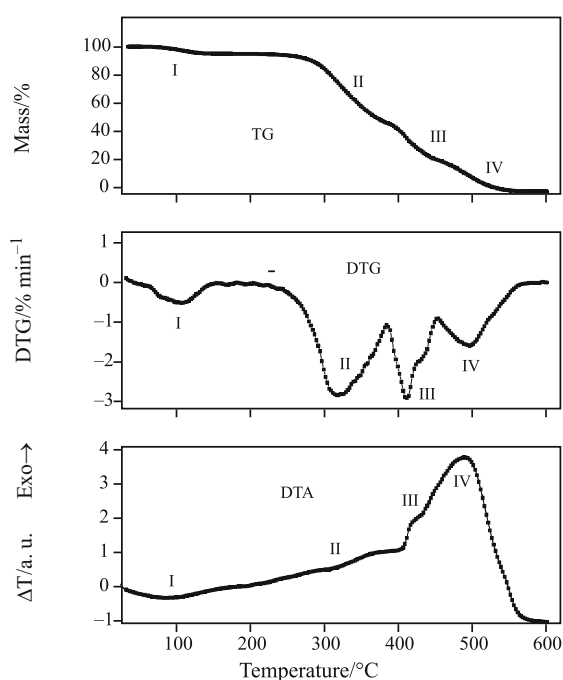 100
80
60
40
20
0
Mass/%
I
II
III
IV
TG
1
0
−1
−2
−3
DTG/% min⁻¹
DTG
I
II
III
IV
4
3
2
1
0
−1
ΔT/a. u. Exo→
DTA
I
II
III
IV
100 200 300 400 500 600
Temperature/°C